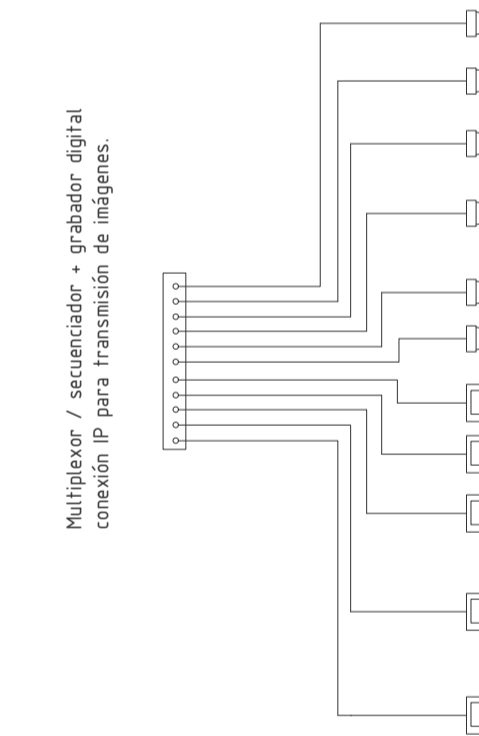 Multiplexor / secuenciador + grabador digital
conexión IP para transmisión de imágenes.